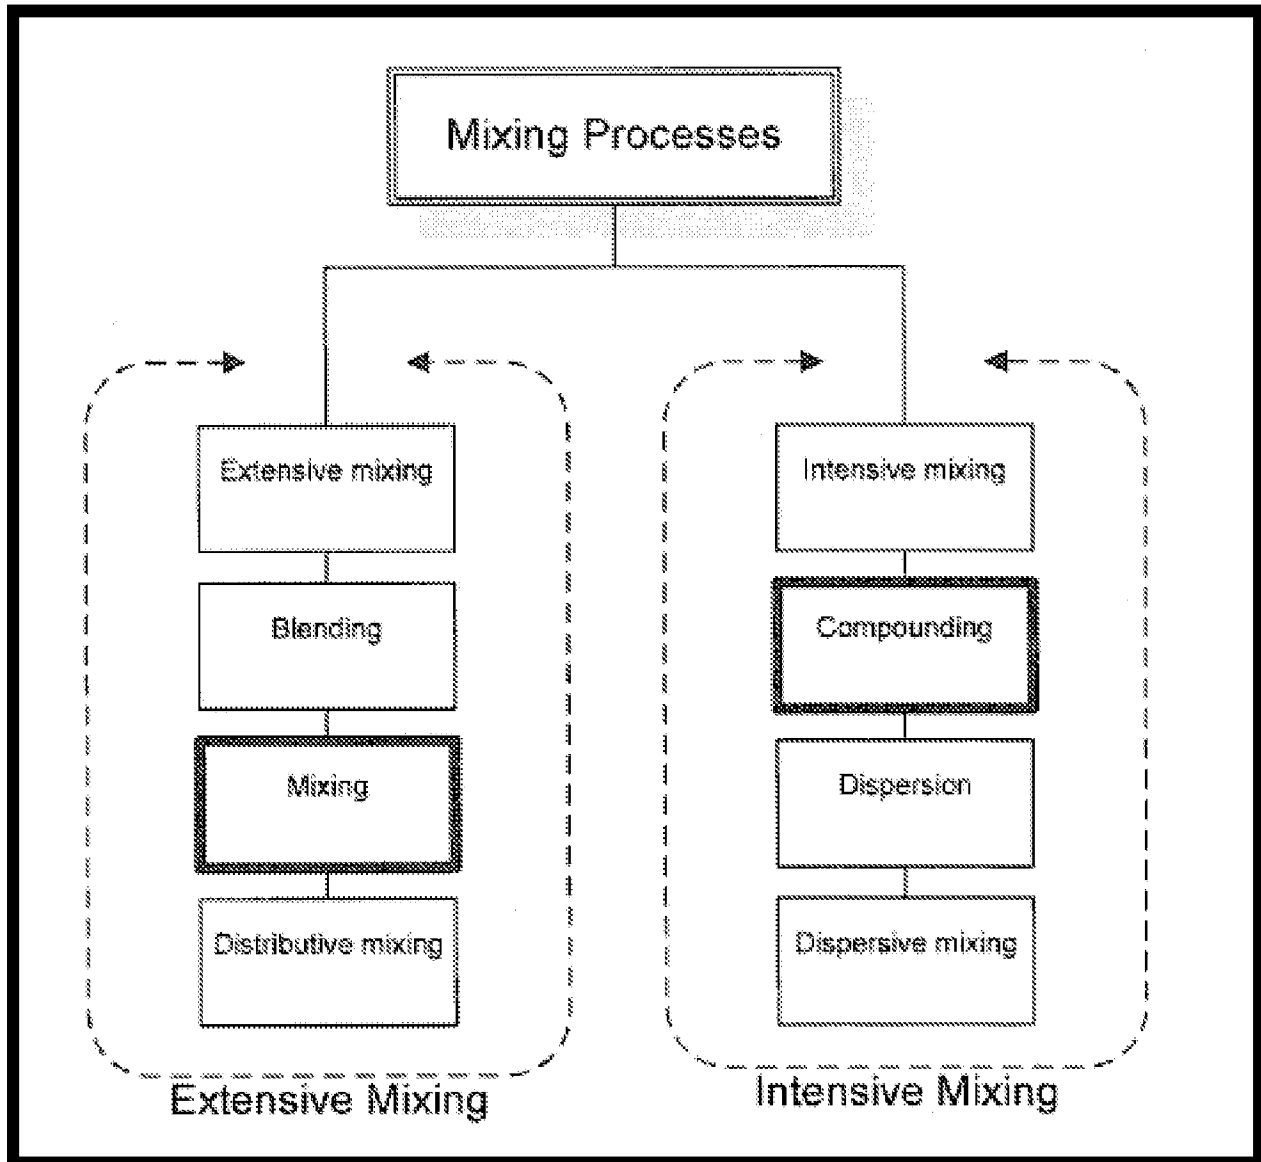 Mixing Processes
Extensive mixing
Blending
Mixing
Distributive mixing
Extensive Mixing
Intensive mixing
Compounding
Dispersion
Dispersive mixing
Intensive Mixing